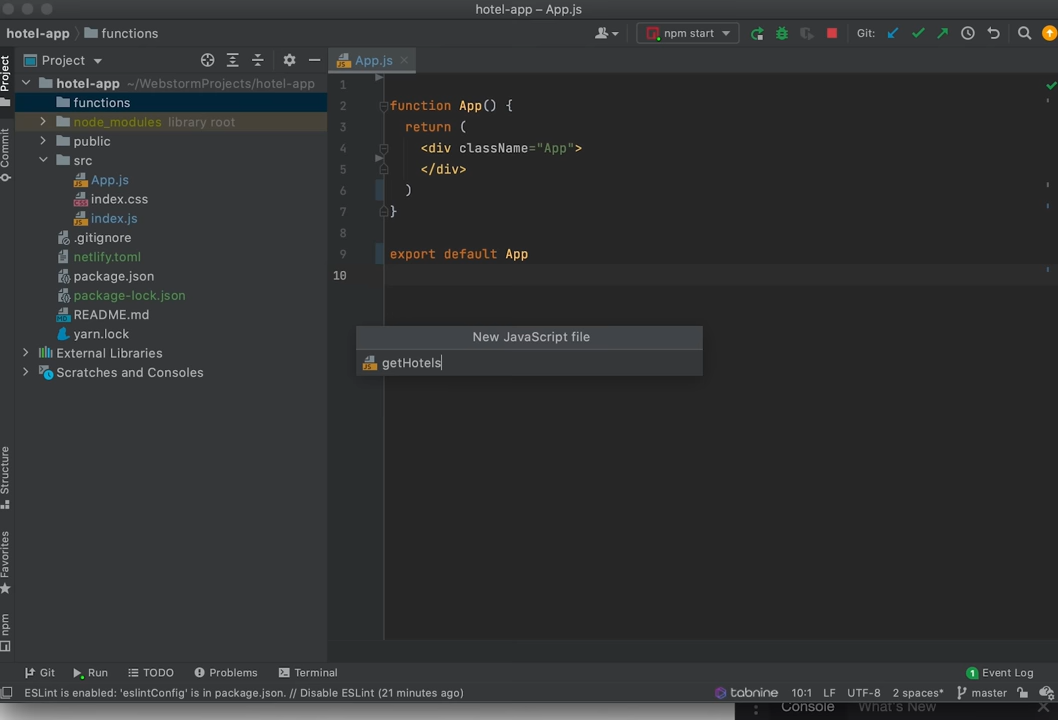 hotel-app – App.js
hotel-app functions
npm start
Git:
Project
App.js
Project
hotel-app ~/WebstormProjects/hotel-app
functions
node_modules library root
public
src
App.js
index.css
index.js
.gitignore
netlify.toml
package.json
package-lock.json
README.md
yarn.lock
External Libraries
Scratches and Consoles
Commit
Structure
Favorites
npm
1
2 function App() {
3 return (
4 <div className="App">
5 </div>
6 )
7 }
8
9 export default App
10
New JavaScript file
JS getHotels
Git
Run
TODO
Problems
Terminal
1 Event Log
ESLint is enabled: 'eslintConfig' is in package.json. // Disable ESLint (21 minutes ago)
tabnine
10:1
LF
UTF-8
2 spaces*
master
Console
What's New